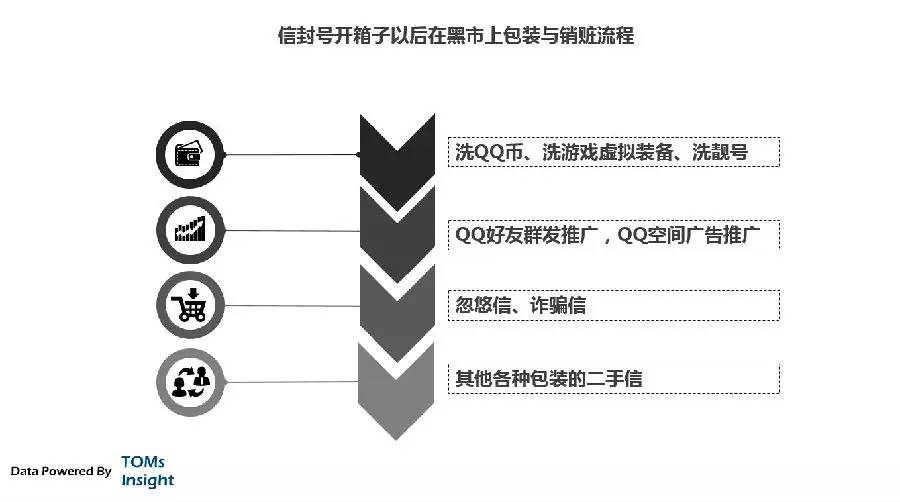 信封号开箱子以后在黑市上包装与销赃流程
洗QQ币、洗游戏虚拟装备、洗靓号
QQ好友群发推广，QQ空间广告推广
忽悠信、诈骗信
其他各种包装的二手信
Data Powered By
TOMs
Insight